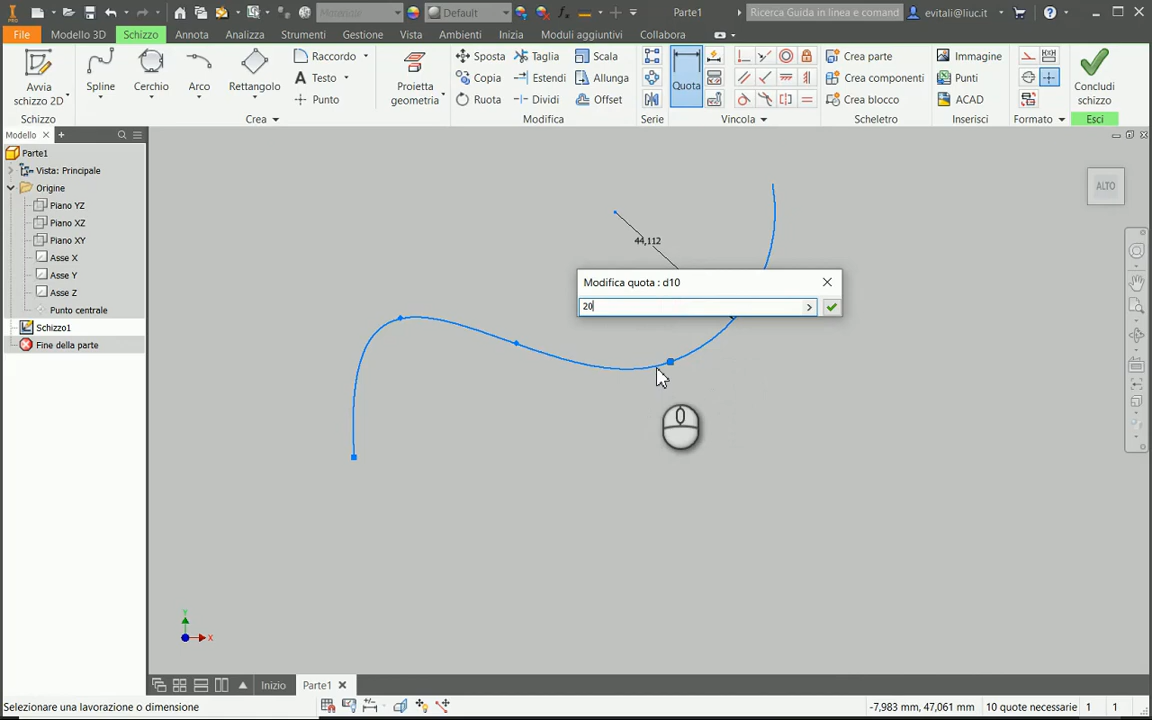 PRO
Materiale
Default
Parte1
Ricerca Guida in linea e comando
evitali@liuc.it
File
Modello 3D
Schizzo
Annota
Analizza
Strumenti
Gestione
Vista
Ambienti
Inizia
Moduli aggiuntivi
Collabora
Avvia
schizzo 2D
Spline
Cerchio
Arco
Rettangolo
Raccordo
Testo
Punto
Proietta
geometria
Sposta
Copia
Ruota
Taglia
Estendi
Dividi
Scala
Allunga
Offset
Quota
Crea parte
Crea componenti
Crea blocco
Immagine
Punti
ACAD
Concludi
schizzo
Schizzo
Crea
Modifica
Serie
Vincola
Scheletro
Inserisci
Formato
Esci
Modello
Parte1
Vista: Principale
Origine
Piano YZ
Piano XZ
Piano XY
Asse X
Asse Y
Asse Z
Punto centrale
Schizzo1
Fine della parte
ALTO
44,112
Modifica quota : d10
20
Y
X
Inizio
Parte1
Selezionare una lavorazione o dimensione
-7,983 mm, 47,061 mm
10 quote necessarie
1
1